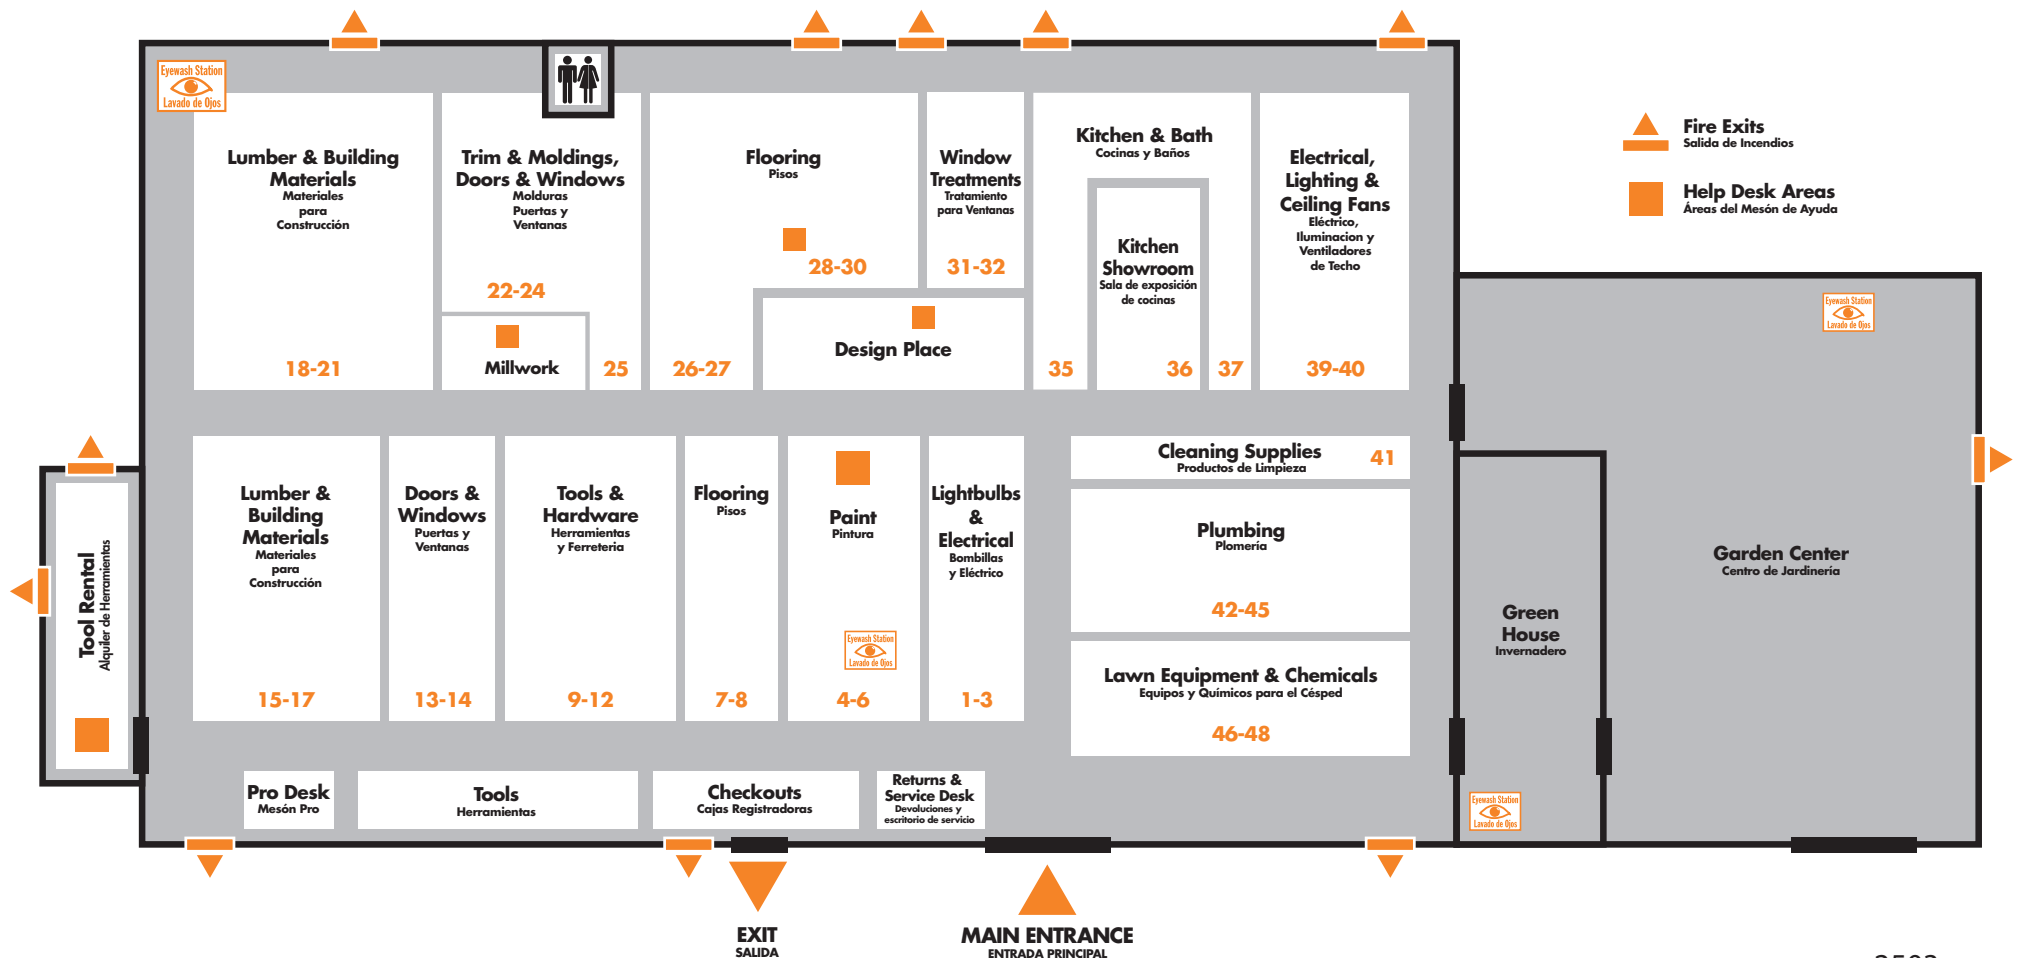 Eyewash Station
Lavado de Ojos
Lumber & Building
Materials
Materiales
para
Construcción
18-21
Trim & Moldings,
Doors & Windows
Molduras
Puertas y
Ventanas
22-24
Millwork
25
Flooring
Pisos
28-30
26-27
Window
Treatments
Tratamiento
para Ventanas
31-32
Design Place
Kitchen & Bath
Cocinas y Baños
Kitchen
Showroom
Sala de exposición
de cocinas
35
36
37
Electrical,
Lighting &
Ceiling Fans
Eléctrico,
Iluminacion y
Ventiladores
de Techo
39-40
Fire Exits
Salida de Incendios
Help Desk Areas
Áreas del Mesón de Ayuda
Eyewash Station
Lavado de Ojos
Tool Rental
Alquiler de Herramientas
Lumber &
Building
Materials
Materiales
para
Construcción
15-17
Doors &
Windows
Puertas y
Ventanas
13-14
Tools &
Hardware
Herramientas
y Ferreteria
9-12
Flooring
Pisos
7-8
Paint
Pintura
Eyewash Station
Lavado de Ojos
4-6
Lightbulbs
&
Electrical
Bombillas
y Eléctrico
1-3
Cleaning Supplies
Productos de Limpieza
41
Plumbing
Plomería
42-45
Lawn Equipment & Chemicals
Equipos y Químicos para el Césped
46-48
Green
House
Invernadero
Eyewash Station
Lavado de Ojos
Garden Center
Centro de Jardinería
Pro Desk
Mesón Pro
Tools
Herramientas
Checkouts
Cajas Registradoras
Returns &
Service Desk
Devoluciones y
escritorio de servicio
EXIT
SALIDA
MAIN ENTRANCE
ENTRADA PRINCIPAL